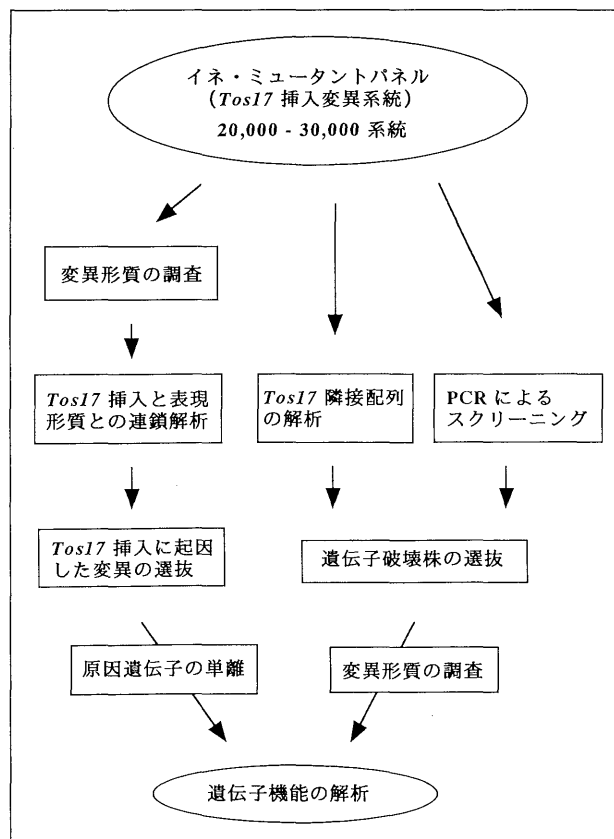 イネ・ミュータントパネル
（Tos17 挿入変異系統）
20,000 - 30,000 系統
変異形質の調査
Tos17 挿入と表現
形質との連鎖解析
Tos17 隣接配列
の解析
PCR による
スクリーニング
Tos17 挿入に起因
した変異の選抜
遺伝子破壊株の選抜
原因遺伝子の単離
変異形質の調査
遺伝子機能の解析